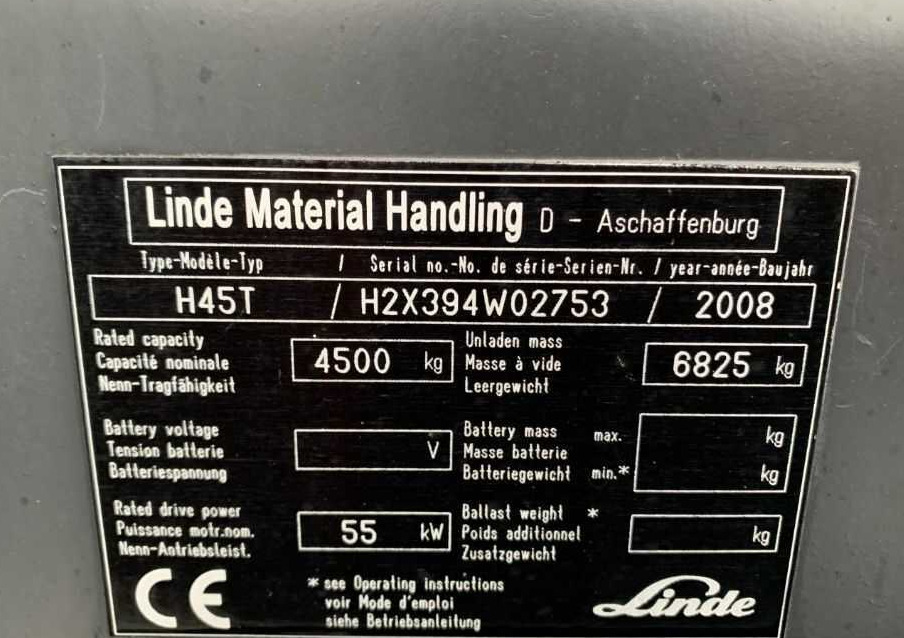 Linde Material Handling D - Aschaffenburg
Type-Modèle-Typ / Serial no.-No. de série-Serien-Nr. / year-année-Baujahr
H45T / H2X394W02753 / 2008
Rated capacity
Capacité nominale
Nenn-Tragfähigkeit
4500 kg
Unladen mass
Masse à vide
Leergewicht
6825 kg
Battery voltage
Tension batterie
Batteriespannung
V
Battery mass max. kg
Masse batterie
Batteriegewicht min.* kg
Rated drive power
Puissance motr.nom.
Nenn-Antriebsleist.
55 kW
Ballast weight *
Poids additionnel
Zusatzgewicht
kg
CE
* see Operating instructions
voir Mode d'emploi
siehe Betriebsanleitung
Linde